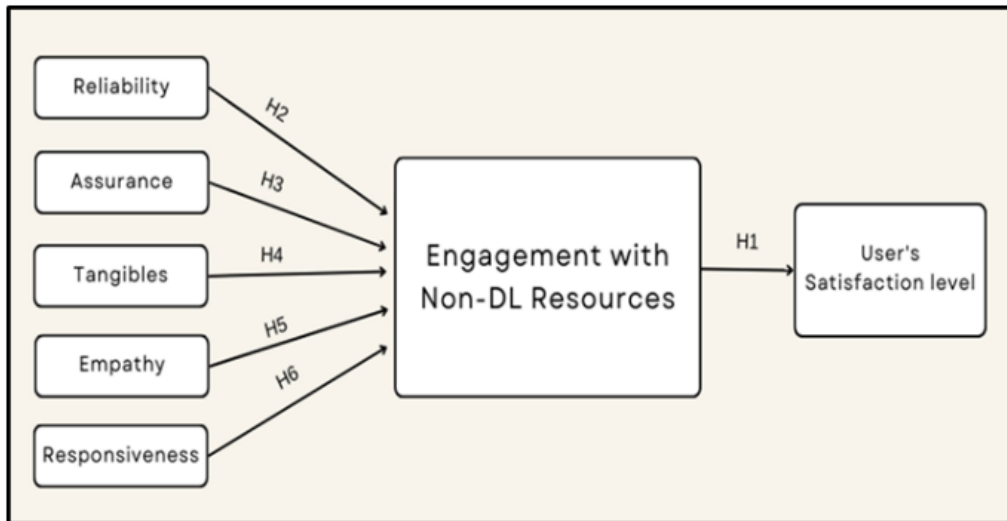 Reliability
H2
Assurance
H3
Tangibles
H4
Empathy
H5
Responsiveness
H6
Engagement with
Non-DL Resources
H1
User's
Satisfaction level